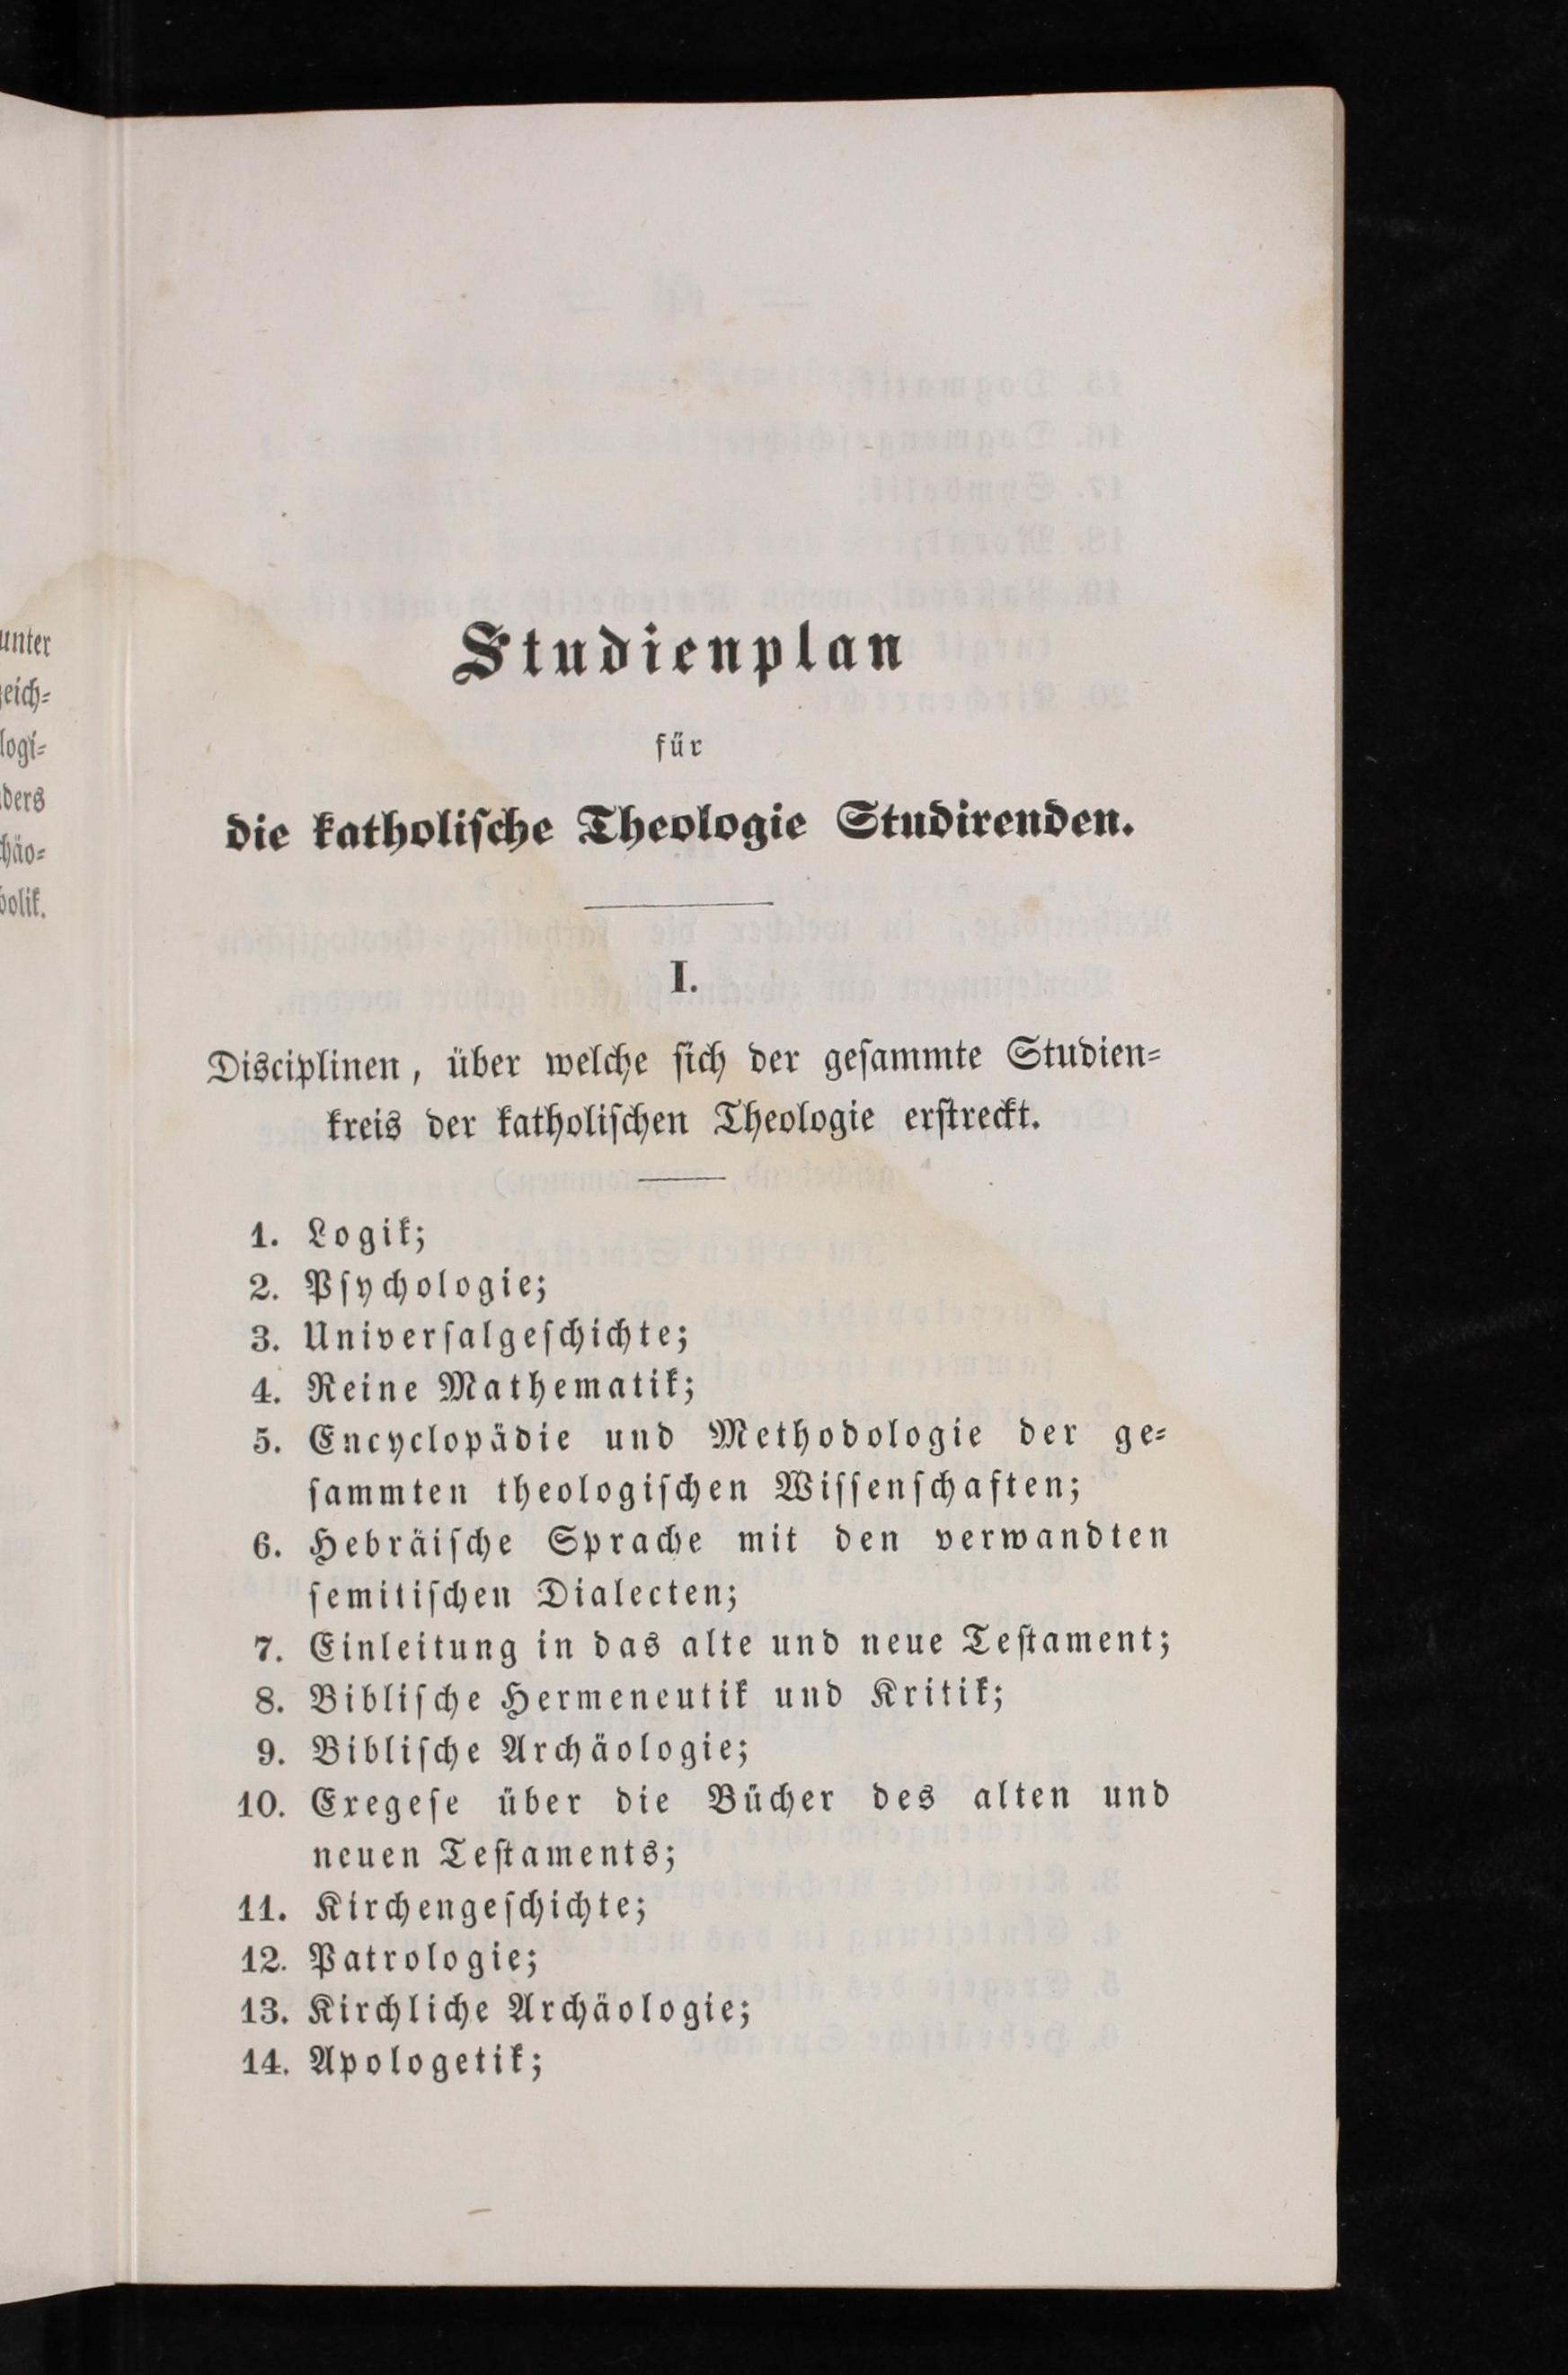 Studienplan
für
die katholiſche Theologie Studirenden.
I.
Disciplinen, über welche ſich der geſammte Studien⸗
kreis der katholiſchen Theologie erſtreckt.
1. Logik;
2. Pſychologie;
3. Univerſalgeſchichte;
4. Reine Mathematik;
5. Encyclopädie und Methodologie der ge⸗
ſammten theologiſchen Wiſſenſchaften;
6. Hebräiſche Sprache mit den verwandten
ſemitiſchen Dialecten;
7. Einleitung in das alte und neue Teſtament;
8. Bibliſche Hermeneutik und Kritik;
9. Bibliſche Archäologie;
10. Exegeſe über die Bücher des alten und
neuen Teſtaments;
11. Kirchengeſchichte;
12. Patrologie;
13. Kirchliche Archäologie;
14. Apologetik;